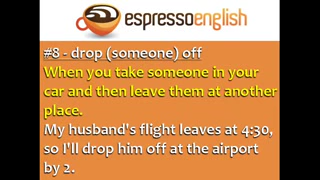 espressoenglish
#8 - drop (someone) off
When you take someone in your
car and then leave them at another
place.
My husband's flight leaves at 4:30,
so I'll drop him off at the airport
by 2.